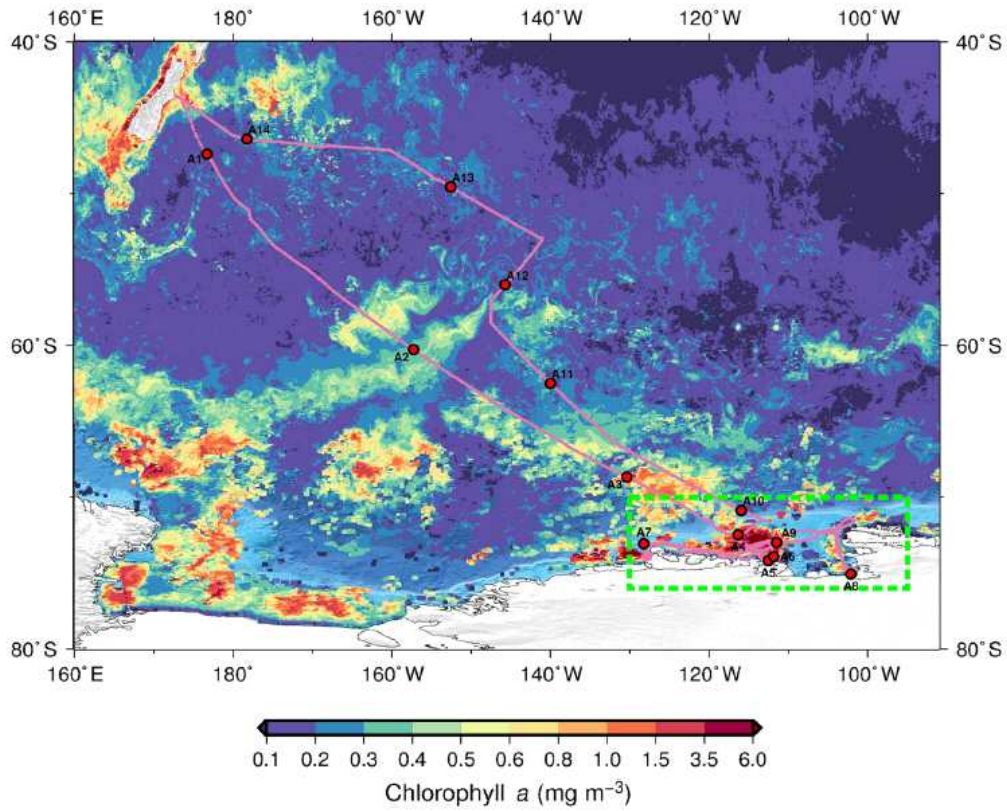 160˚E 180˚ 160˚W 140˚W 120˚W 100˚W
40˚S 40˚S
A14
A1
A13
A12
60˚S 60˚S
A2
A11
A3
A10
A7 A9
A4
A6
A5
A8
80˚S 80˚S
160˚E 180˚ 160˚W 140˚W 120˚W 100˚W
0.1 0.2 0.3 0.4 0.5 0.6 0.8 1.0 1.5 3.5 6.0
Chlorophyll a (mg m⁻³)